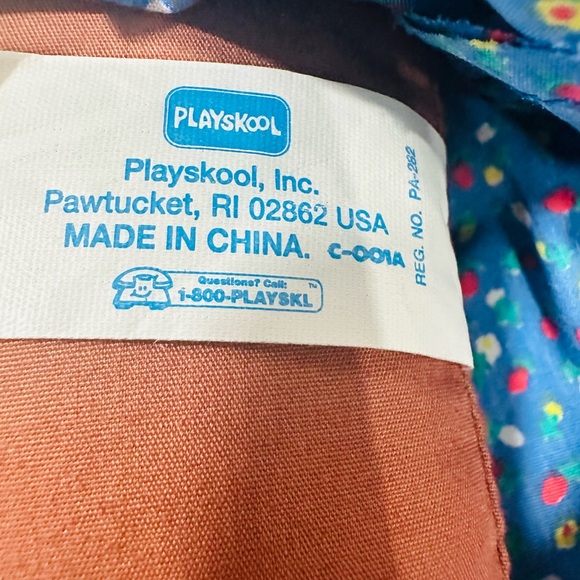 PLAYSKOOL
Playskool, Inc.
Pawtucket, RI 02862 USA
MADE IN CHINA. C-001A
REG. NO. PA-282
Questions? Call:
1-800-PLAYSKL ™